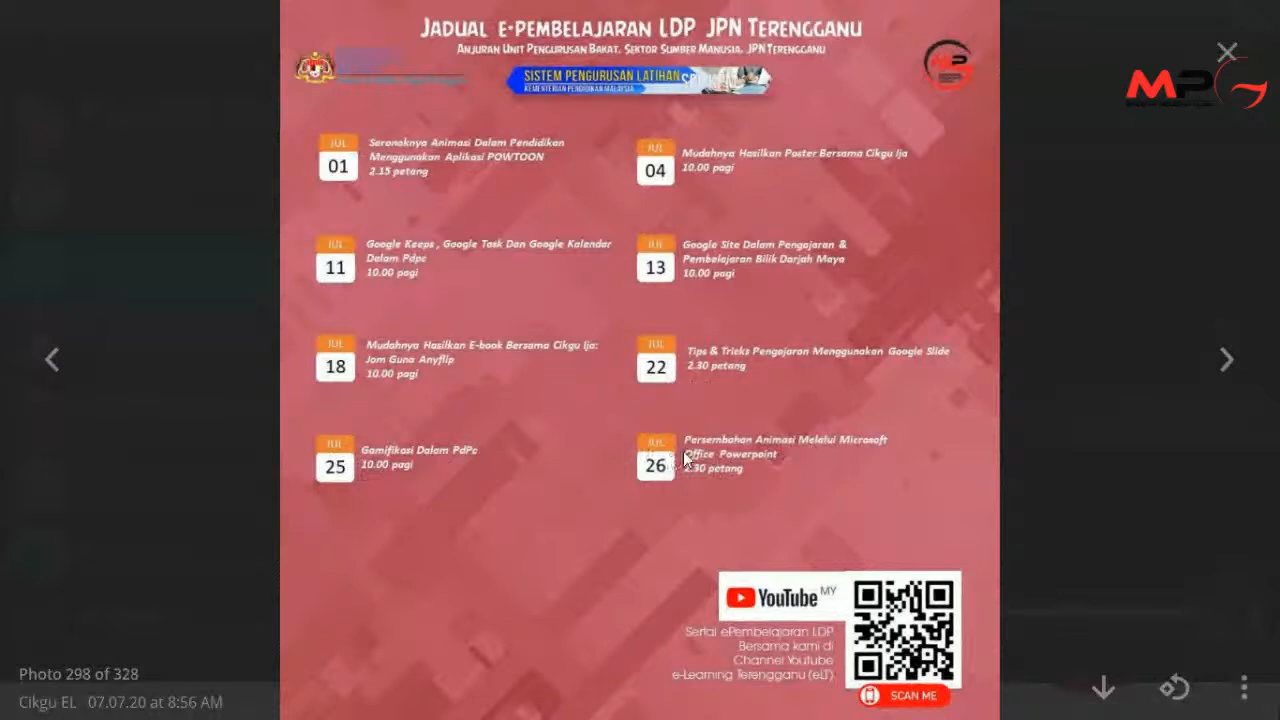 JADUAL E-PEMBELAJARAN LDP JPN TERENGGANU
ANJURAN UNIT PENGURUSAN BAKAT, SEKTOR SUMBER MANUSIA, JPN TERENGGANU
SISTEM PENGURUSAN LATIHAN
KEMENTERIAN PENDIDIKAN MALAYSIA
MPG
JUL
01
Seronoknya Animasi Dalam Pendidikan
Menggunakan Aplikasi POWTOON
2.15 petang
JUL
04
Mudahnya Hasilkan Poster Bersama Cikgu Ija
10.00 pagi
JUL
11
Google Keeps , Google Task Dan Google Kalendar
Dalam Pdpc
10.00 pagi
JUL
13
Google Site Dalam Pengajaran &
Pembelajaran Bilik Darjah Maya
10.00 pagi
JUL
18
Mudahnya Hasilkan E-book Bersama Cikgu Ija:
Jom Guna Anyflip
10.00 pagi
JUL
22
Tips & Tricks Pengajaran Menggunakan Google Slide
2.30 petang
JUL
25
Gamifikasi Dalam PdPc
10.00 pagi
JUL
26
Persembahan Animasi Melalui Microsoft
Office Powerpoint
2.30 petang
YouTube MY
Sertai ePembelajaran LDP
Bersama kami di
Channel Youtube
e-Learning Terengganu (eLT)
SCAN ME
Photo 298 of 328
Cikgu EL 07.07.20 at 8:56 AM